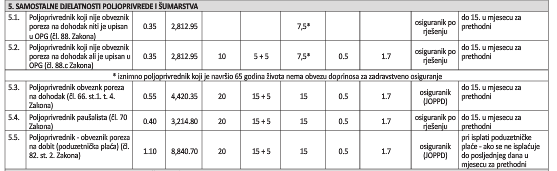 5. SAMOSTALNE DJELATNOSTI POLJOPRIVREDE I ŠUMARSTVA
5.1. Poljoprivrednik koji nije obveznik poreza na dohodak niti je upisan u OPG (čl. 88. Zakona) 0.35 2,812.95 7,5* osiguranik po rješenju do 15. u mjesecu za prethodni
5.2. Poljoprivrednik koji nije obveznik poreza na dohodak ali je upisan u OPG (čl. 88.c Zakona) 0.35 2,812.95 10 5 + 5 7,5* 0.5 1.7 osiguranik po rješenju do 15. u mjesecu za prethodni
* iznimno poljoprivrednik koji je navršio 65 godina života nema obvezu doprinosa za zadravstveno osiguranje
5.3. Poljoprivrednik obveznk poreza na dohodak (čl. 66. st.1. t. 4. Zakona) 0.55 4,420.35 20 15 + 5 15 0.5 1.7 osiguranik (JOPPD) do 15. u mjesecu za prethodni
5.4. Poljoprivrednik paušalista (čl. 70 Zakona) 0.40 3,214.80 20 15 + 5 15 0.5 1.7 osiguranik po rješenju do 15. u mjesecu za prethodni
5.5. Poljoprivrednik - obveznik poreza na dobit (poduzetnička plaća) (čl. 82. st. 2. Zakona) 1.10 8,840.70 20 15 + 5 15 0.5 1.7 osiguranik (JOPPD) pri isplati poduzetničke plaće - ako se ne isplaćuje do posljednjeg dana u mjesecu za prethodni